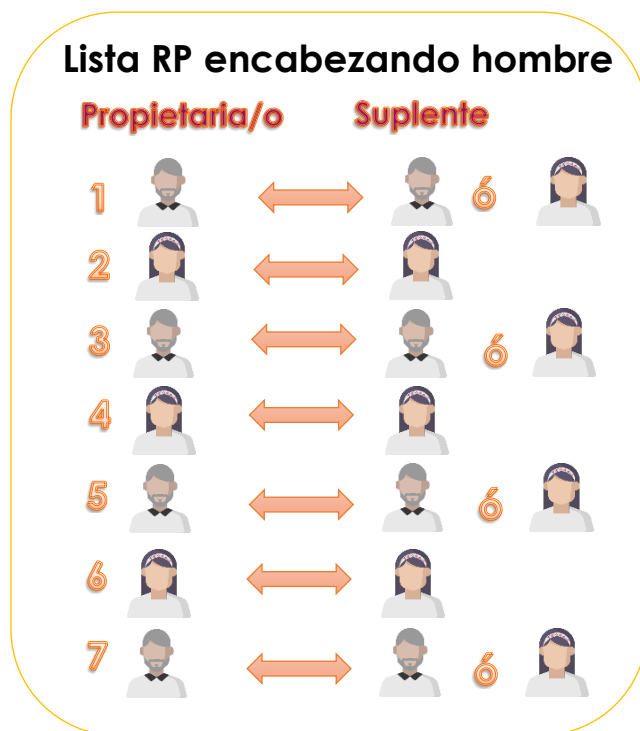 Lista RP encabezando hombre
Propietaria/o Suplente
1 ó
2
3 ó
4
5 ó
6
7 ó